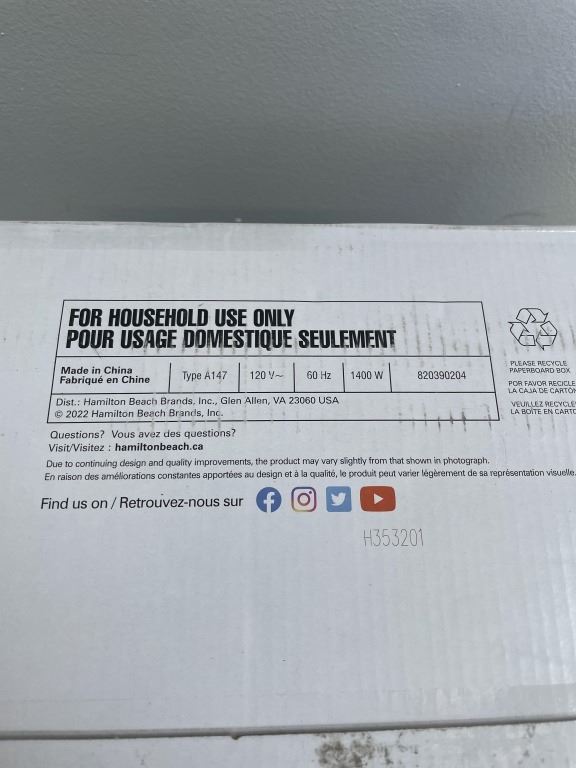 FOR HOUSEHOLD USE ONLY
POUR USAGE DOMESTIQUE SEULEMENT
Made in China
Fabriqué en Chine
Type A147
120 V~
60 Hz
1400 W
820390204
Dist.: Hamilton Beach Brands, Inc., Glen Allen, VA 23060 USA
© 2022 Hamilton Beach Brands, Inc.
PLEASE RECYCLE
PAPERBOARD BOX
POR FAVOR RECICLE
LA CAJA DE CARTÓN
VEUILLEZ RECYCLER
LA BOÎTE EN CARTO
Questions? Vous avez des questions?
Visit/Visitez : hamiltonbeach.ca
Due to continuing design and quality improvements, the product may vary slightly from that shown in photograph.
En raison des améliorations constantes apportées au design et à la qualité, le produit peut varier légèrement de sa représentation visuelle.
Find us on / Retrouvez-nous sur
H353201